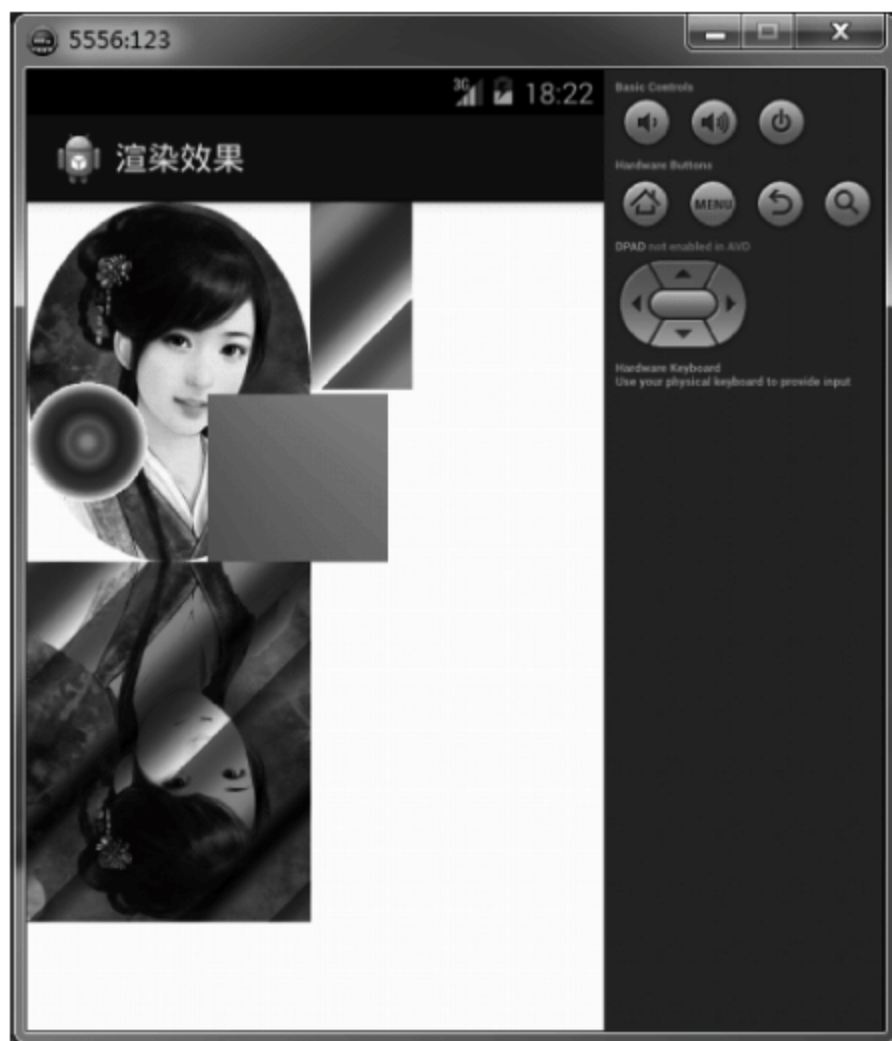 5556:123
3G 18:22
渲染效果
Basic Controls
Hardware Buttons
MENU
DPAD not enabled in AVD
Hardware Keyboard
Use your physical keyboard to provide input